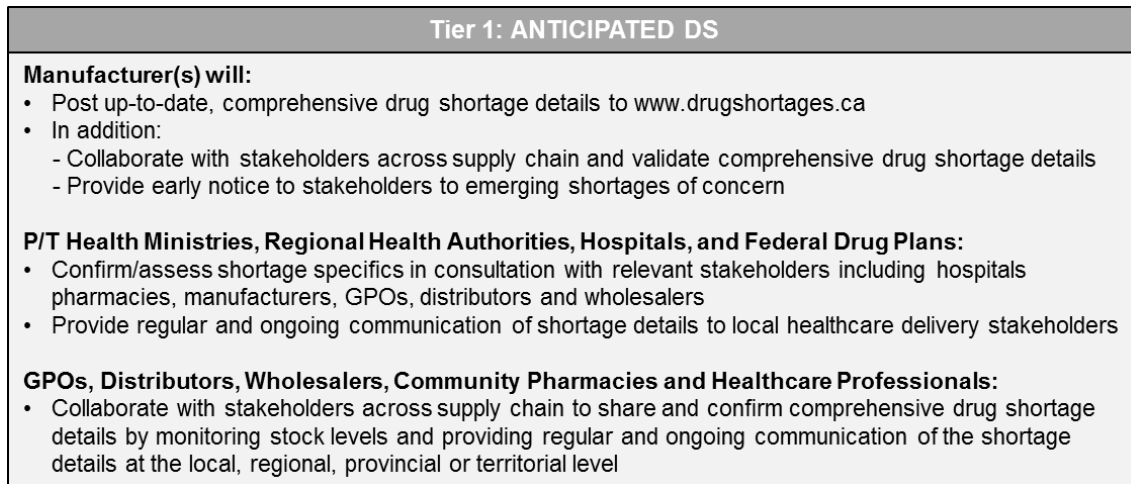 Tier 1: ANTICIPATED DS
Manufacturer(s) will:
• Post up-to-date, comprehensive drug shortage details to www.drugshortages.ca
• In addition:
- Collaborate with stakeholders across supply chain and validate comprehensive drug shortage details
- Provide early notice to stakeholders to emerging shortages of concern
P/T Health Ministries, Regional Health Authorities, Hospitals, and Federal Drug Plans:
• Confirm/assess shortage specifics in consultation with relevant stakeholders including hospitals
pharmacies, manufacturers, GPOs, distributors and wholesalers
• Provide regular and ongoing communication of shortage details to local healthcare delivery stakeholders
GPOs, Distributors, Wholesalers, Community Pharmacies and Healthcare Professionals:
• Collaborate with stakeholders across supply chain to share and confirm comprehensive drug shortage
details by monitoring stock levels and providing regular and ongoing communication of the shortage
details at the local, regional, provincial or territorial level